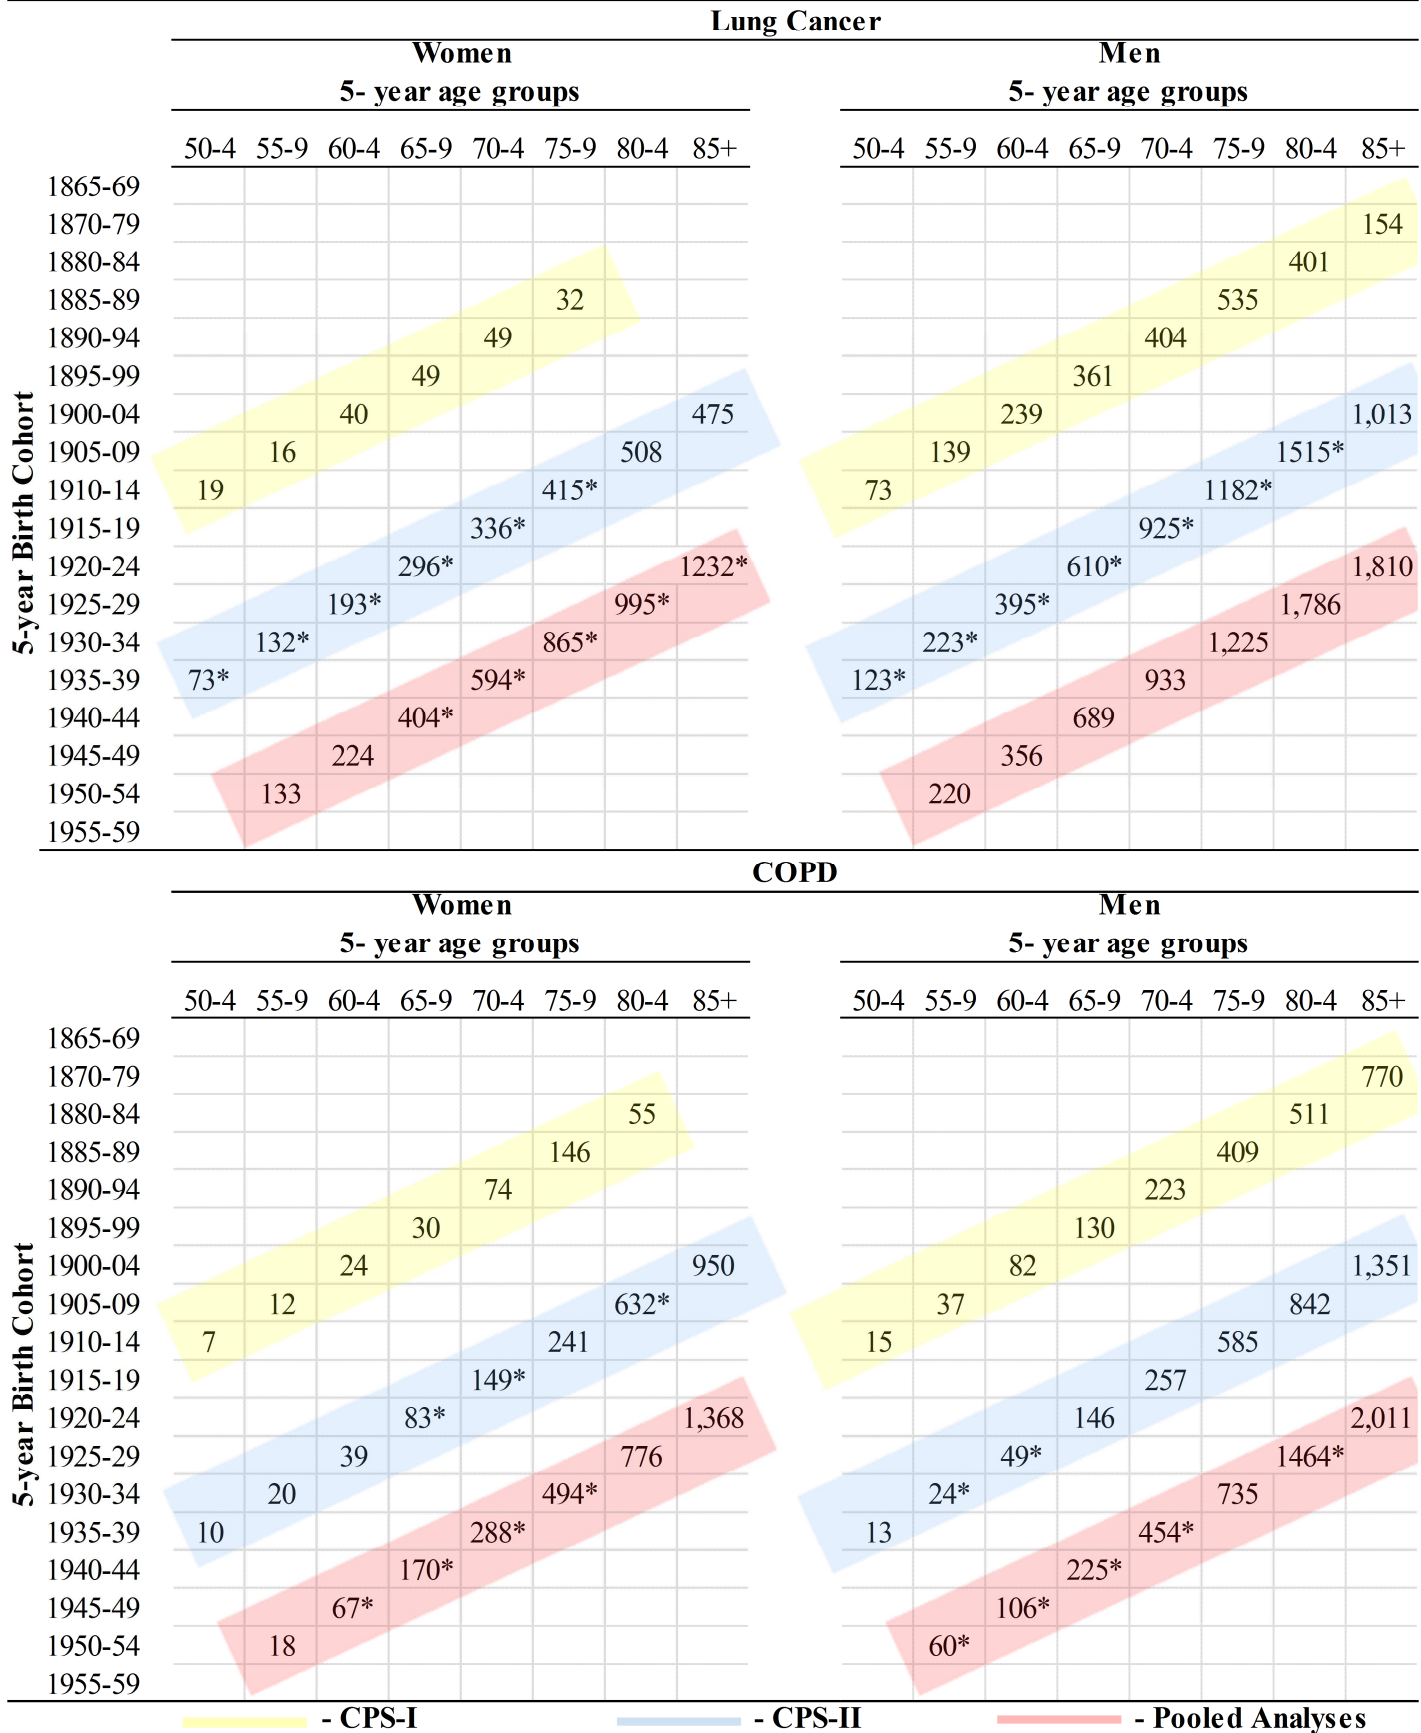 Lung Cancer
Women Men
5- year age groups 5- year age groups
50-4 55-9 60-4 65-9 70-4 75-9 80-4 85+ 50-4 55-9 60-4 65-9 70-4 75-9 80-4 85+
5-year Birth Cohort
1865-69
1870-79 154
1880-84 401
1885-89 32 535
1890-94 49 404
1895-99 49 361
1900-04 40 475 239 1,013
1905-09 16 508 139 1515*
1910-14 19 415* 73 1182*
1915-19 336* 925*
1920-24 296* 1232* 610* 1,810
1925-29 193* 995* 395* 1,786
1930-34 132* 865* 223* 1,225
1935-39 73* 594* 123* 933
1940-44 404* 689
1945-49 224 356
1950-54 133 220
1955-59
COPD
Women Men
5- year age groups 5- year age groups
50-4 55-9 60-4 65-9 70-4 75-9 80-4 85+ 50-4 55-9 60-4 65-9 70-4 75-9 80-4 85+
5-year Birth Cohort
1865-69
1870-79 770
1880-84 55 511
1885-89 146 409
1890-94 74 223
1895-99 30 130
1900-04 24 950 82 1,351
1905-09 12 632* 37 842
1910-14 7 241 15 585
1915-19 149* 257
1920-24 83* 1,368 146 2,011
1925-29 39 776 49* 1464*
1930-34 20 494* 24* 735
1935-39 10 288* 13 454*
1940-44 170* 225*
1945-49 67* 106*
1950-54 18 60*
1955-59
- CPS-I - CPS-II - Pooled Analyses